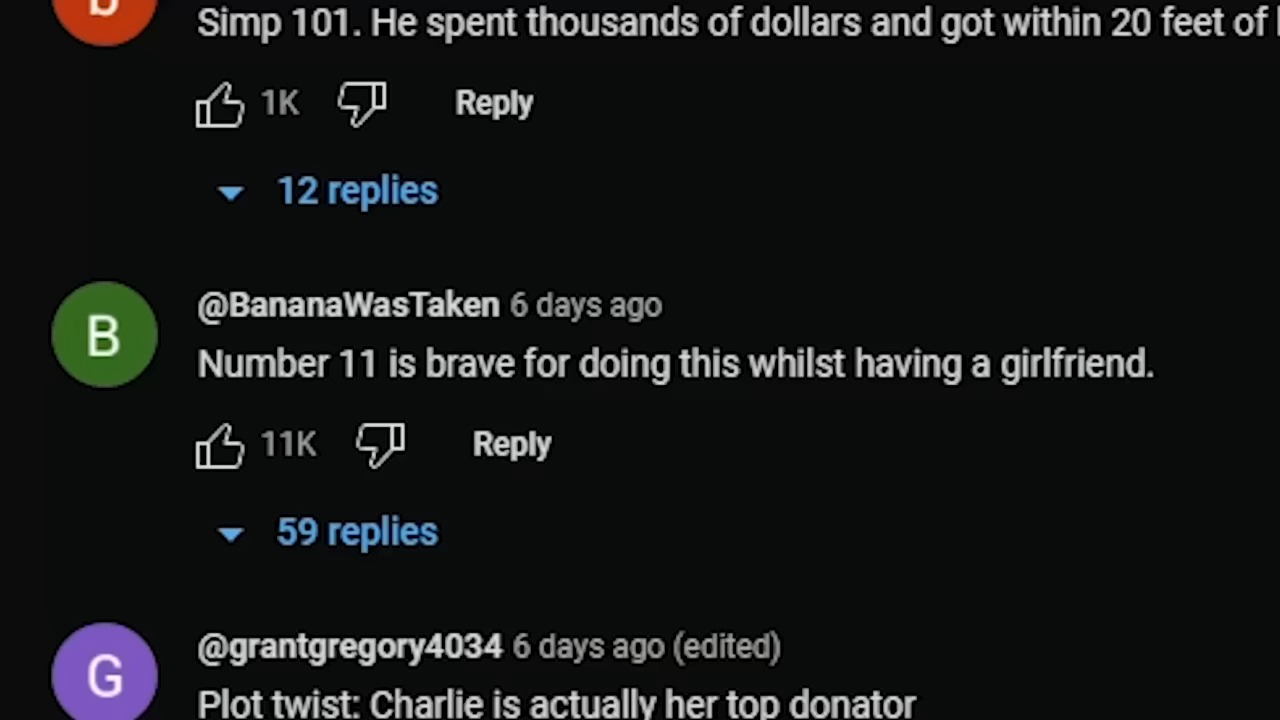 Simp 101. He spent thousands of dollars and got within 20 feet of
1K Reply
12 replies
B
@BananaWasTaken 6 days ago
Number 11 is brave for doing this whilst having a girlfriend.
11K Reply
59 replies
G
@grantgregory4034 6 days ago (edited)
Plot twist: Charlie is actually her top donator